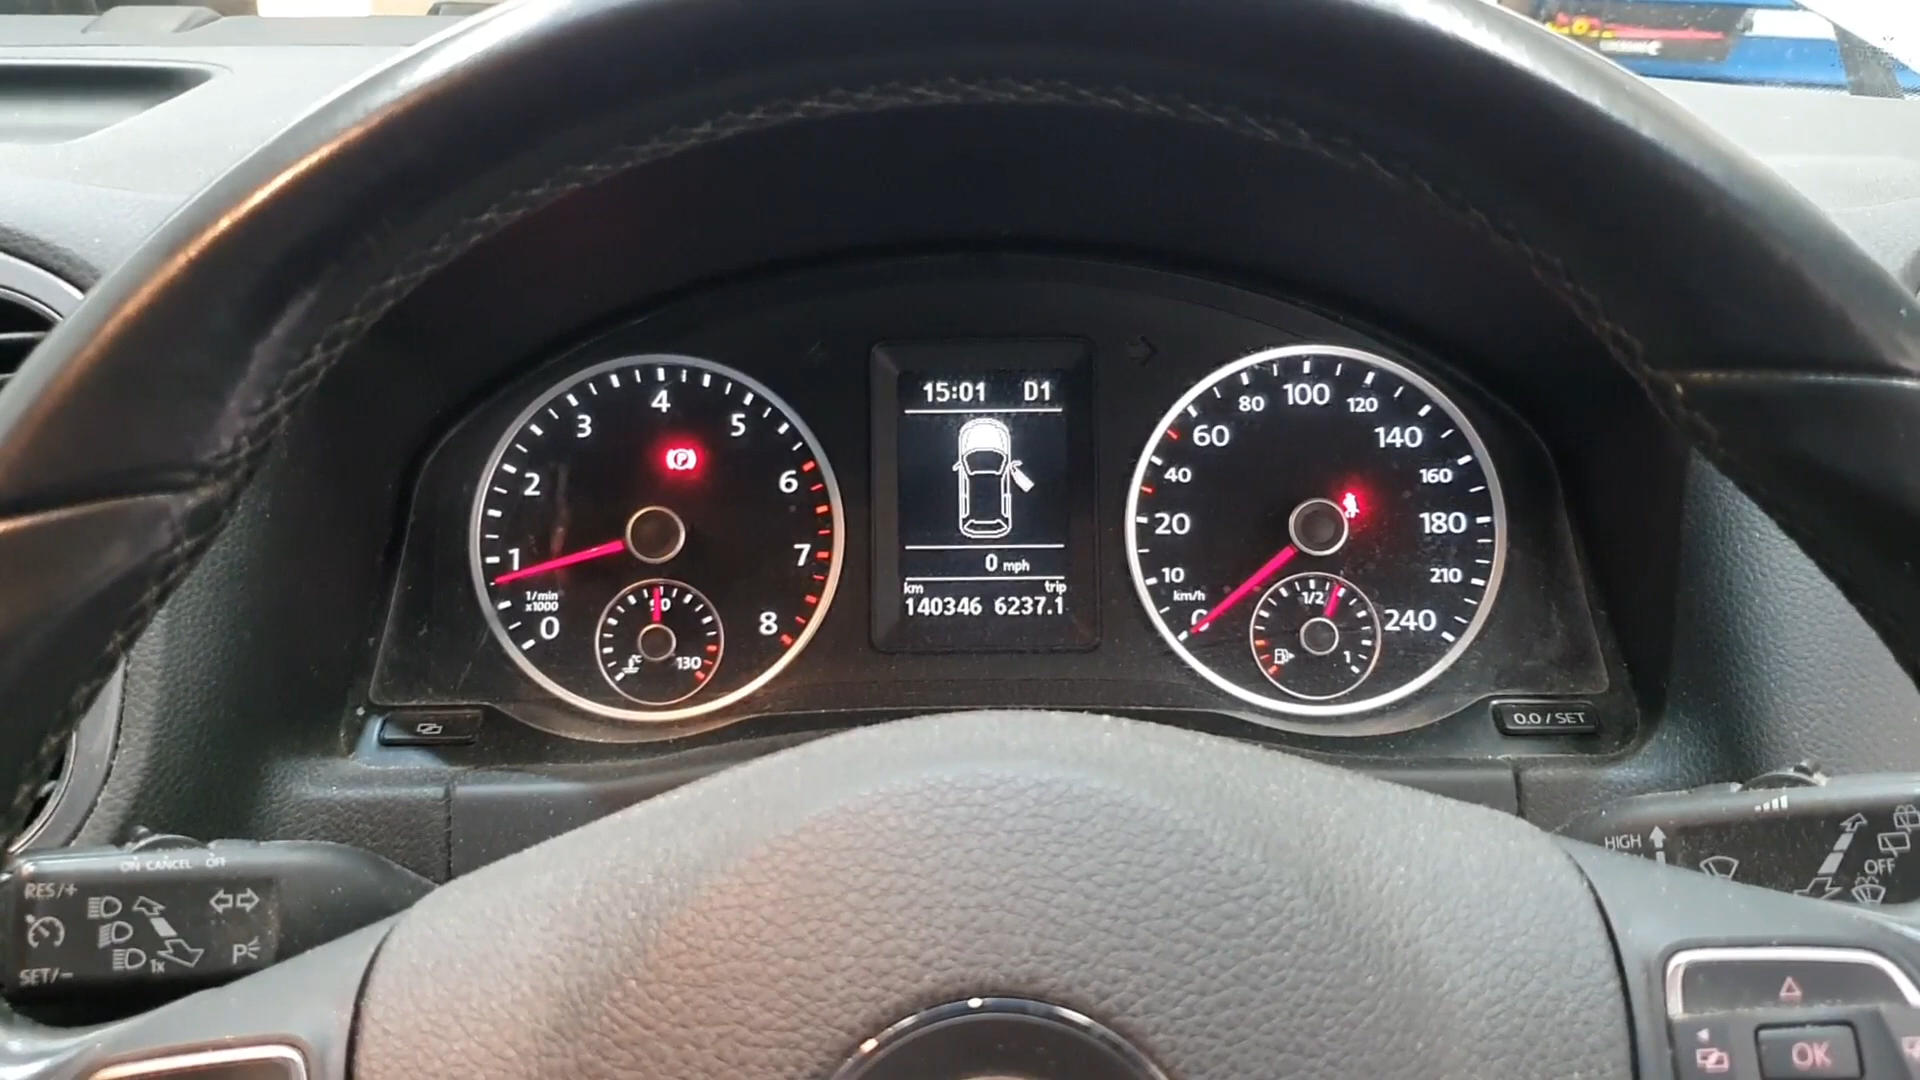 15:01 D1
0 mph
km trip
140346 6237.1
0
1
2
3
4
5
6
7
8
1/min
x1000
90
130
°C
P
km/h
10
20
40
60
80
100
120
140
160
180
210
240
1/2
1
0.0 / SET
ON CANCEL OFF
RES/+
SET/-
1x
P
HIGH
OFF
OK